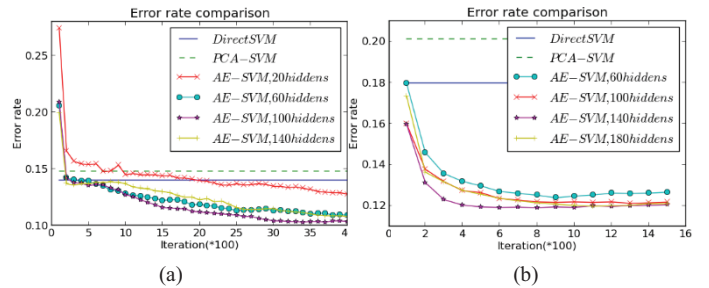 Error rate comparison
DirectSVM
PCA-SVM
AE-SVM,20hiddens
AE-SVM,60hiddens
AE-SVM,100hiddens
AE-SVM,140hiddens
Error rate
0.25
0.20
0.15
0.10
1 5 10 15 20 25 30 35 40
Iteration(*100)
(a)
Error rate comparison
DirectSVM
PCA-SVM
AE-SVM,60hiddens
AE-SVM,100hiddens
AE-SVM,140hiddens
AE-SVM,180hiddens
Error rate
0.20
0.18
0.16
0.14
0.12
0 2 4 6 8 10 12 14 16
Iteration(*100)
(b)